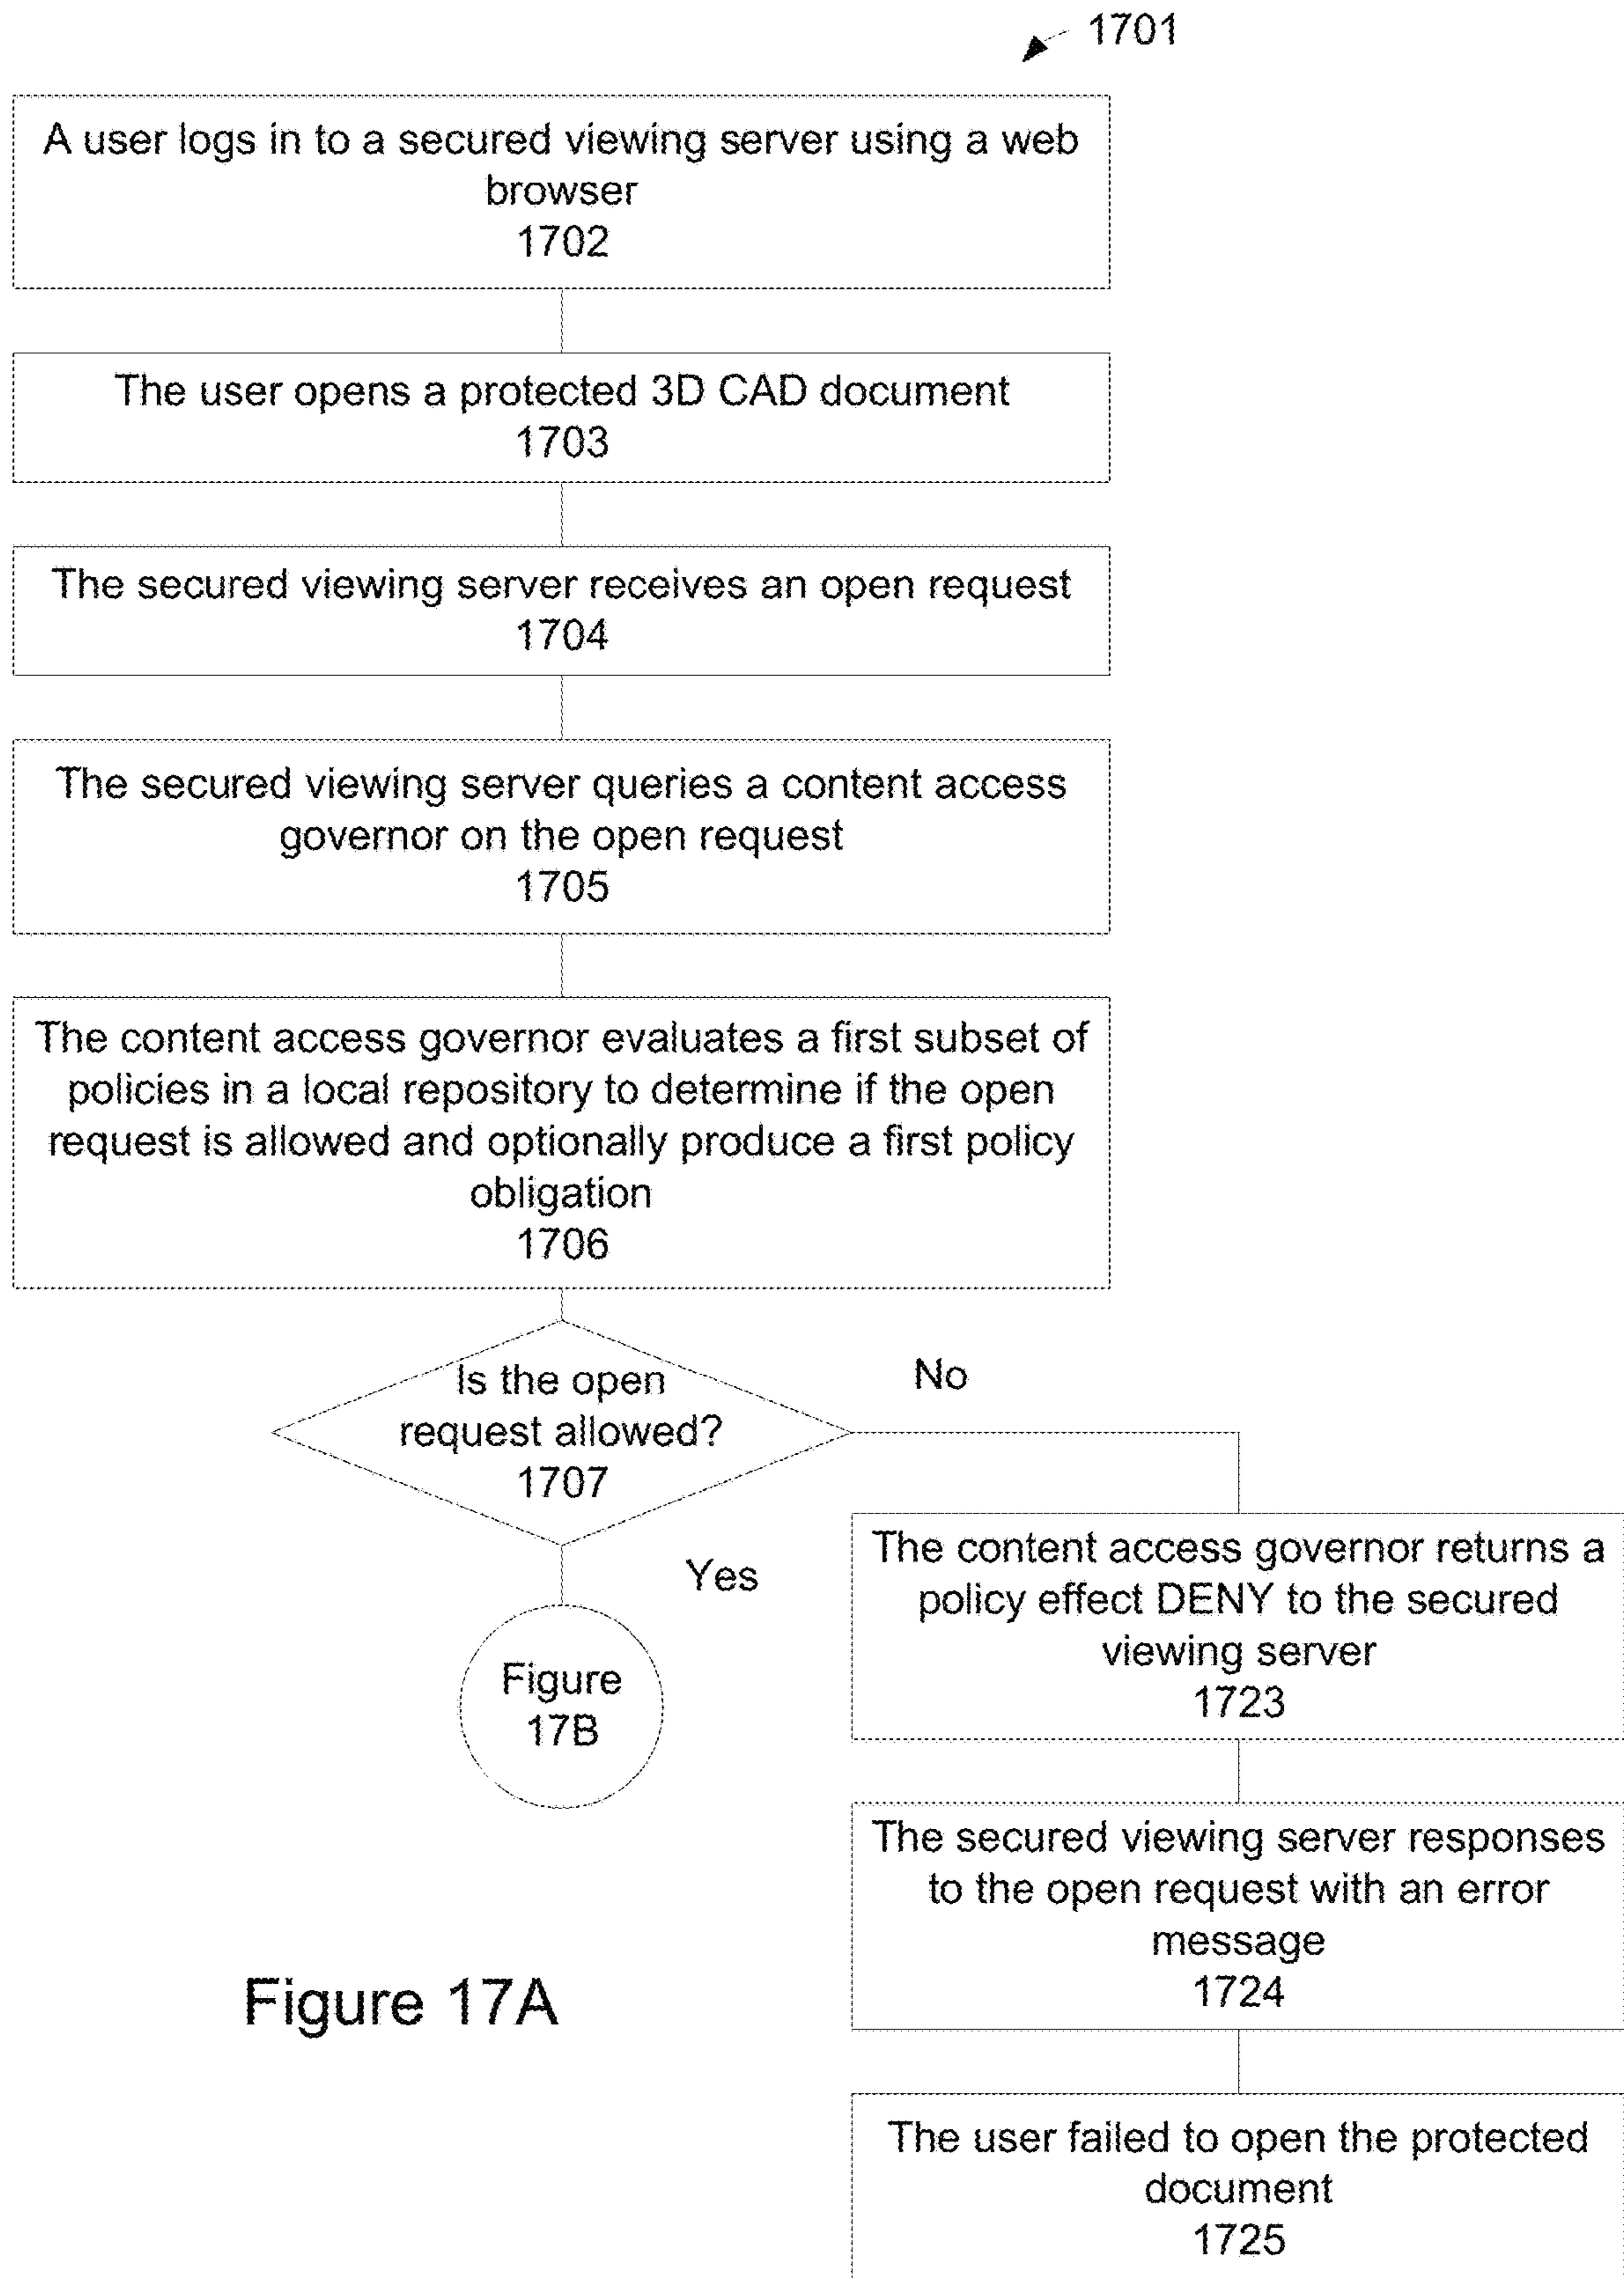 1701
A user logs in to a secured viewing server using a web
browser
1702
The user opens a protected 3D CAD document
1703
The secured viewing server receives an open request
1704
The secured viewing server queries a content access
governor on the open request
1705
The content access governor evaluates a first subset of
policies in a local repository to determine if the open
request is allowed and optionally produce a first policy
obligation
1706
Is the open
request allowed?
1707
No
Yes
Figure
17B
The content access governor returns a
policy effect DENY to the secured
viewing server
1723
The secured viewing server responses
to the open request with an error
message
1724
The user failed to open the protected
document
1725
Figure 17A